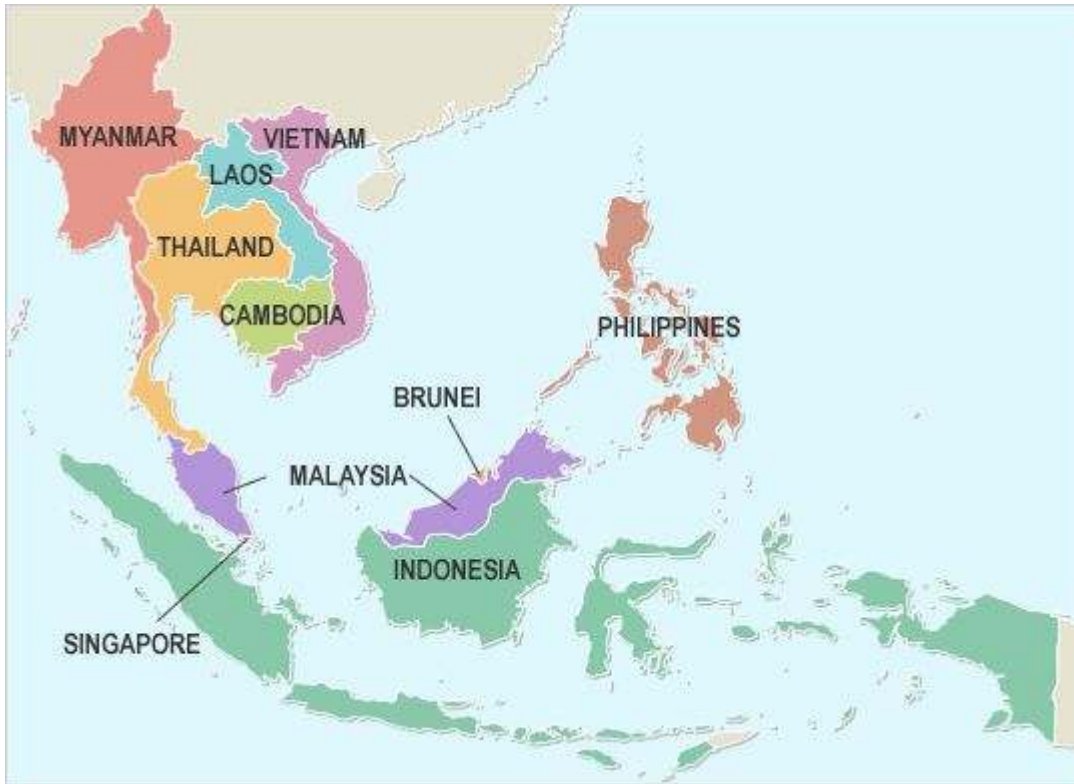 MYANMAR
VIETNAM
LAOS
THAILAND
CAMBODIA
PHILIPPINES
BRUNEI
MALAYSIA
INDONESIA
SINGAPORE